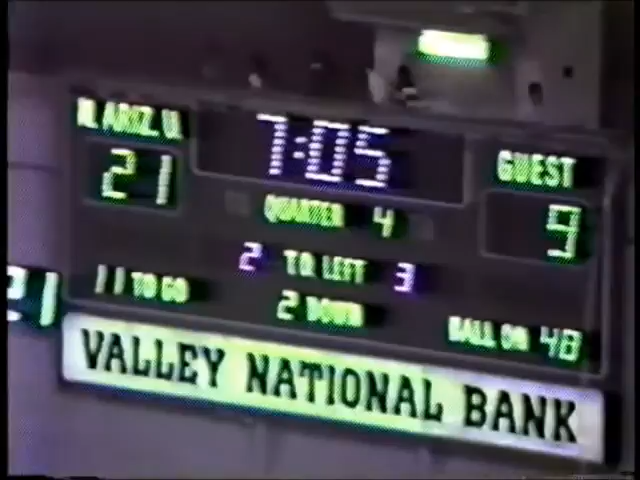 N. ARIZ. U. 7:05 GUEST
21 9
QUARTER 4
2 T.O. LEFT 3
11 TO GO 2 DOWN BALL ON 48
21
VALLEY NATIONAL BANK